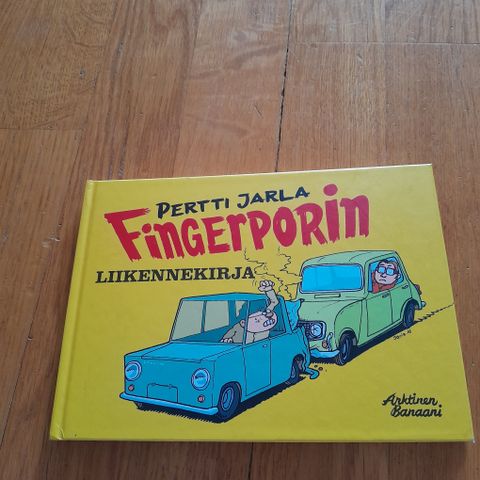 PERTTI JARLA
FINGERPORIN
LIIKENNEKIRJA
Arktinen
Banaani